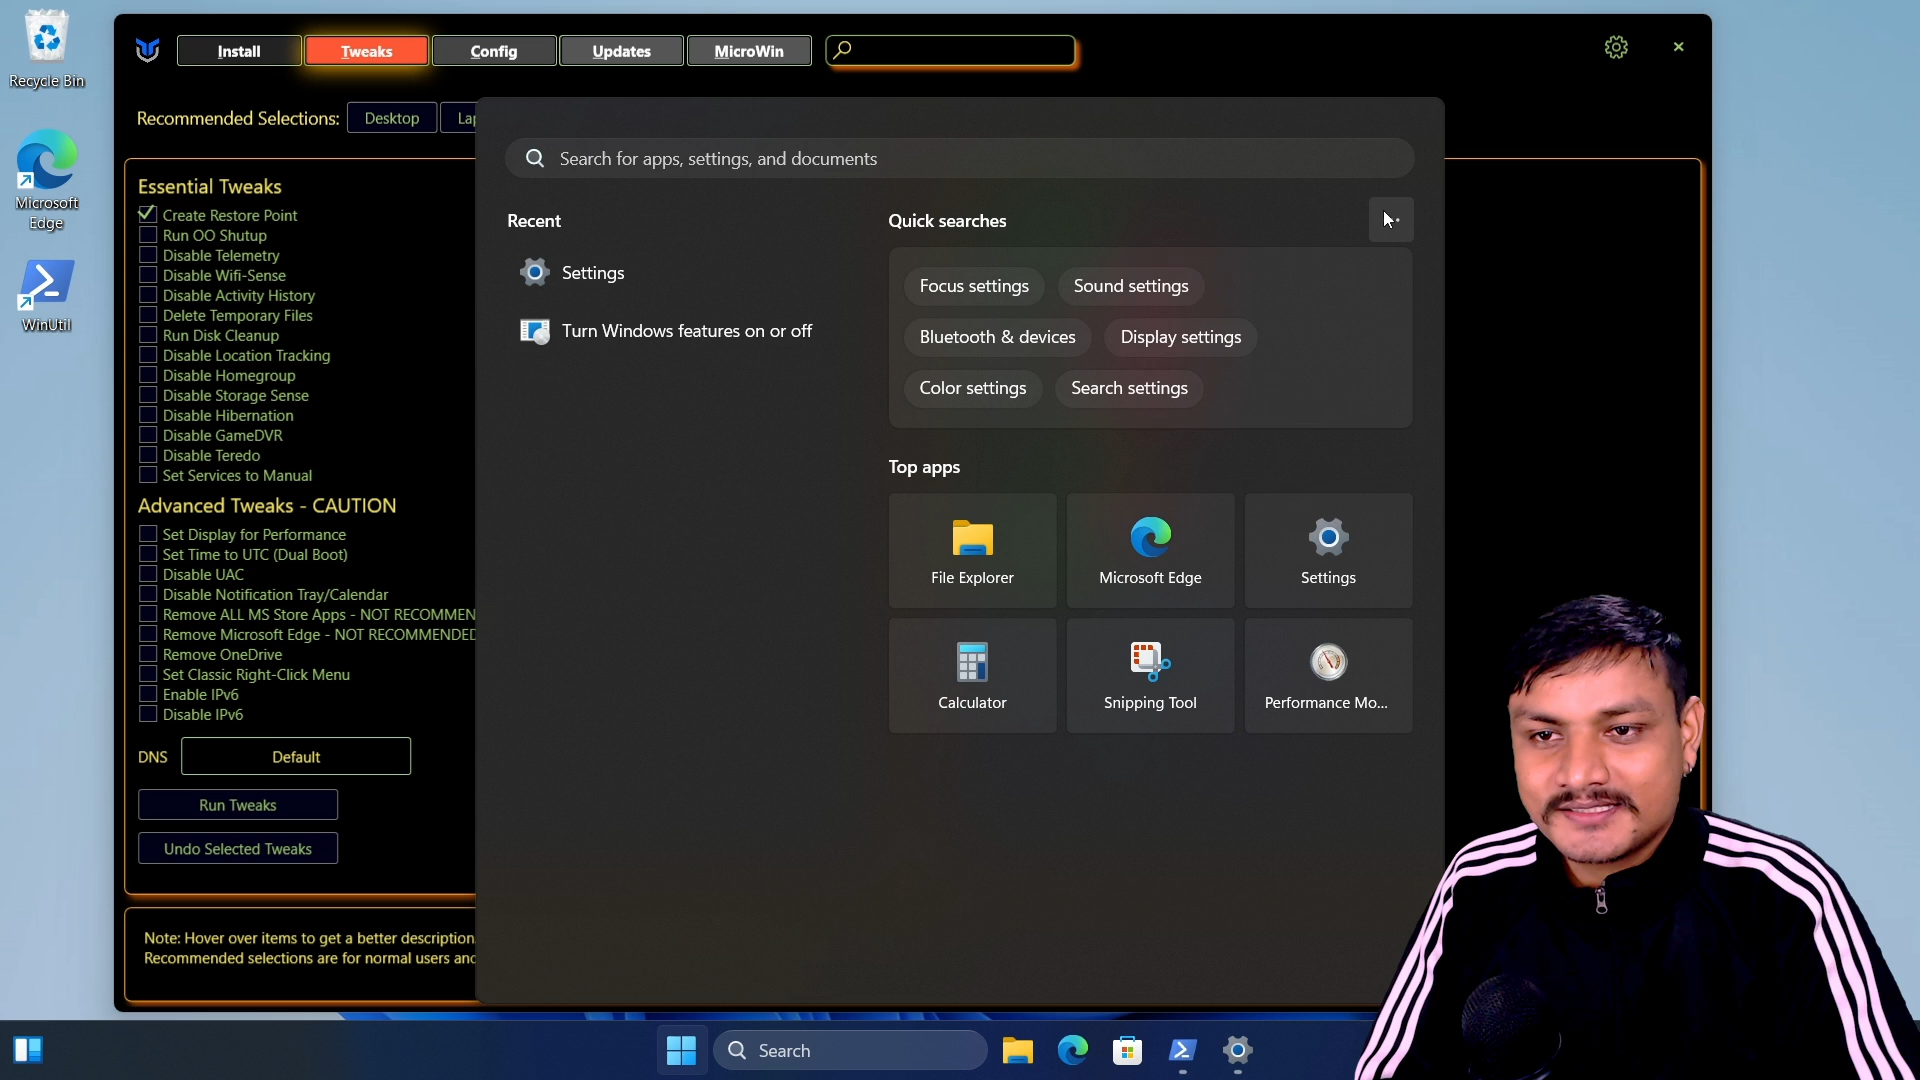 Recycle Bin
Microsoft
Edge
WinUtil
Install
Tweaks
Config
Updates
MicroWin
Recommended Selections:
Desktop
Lap
Essential Tweaks
Create Restore Point
Run OO Shutup
Disable Telemetry
Disable Wifi-Sense
Disable Activity History
Delete Temporary Files
Run Disk Cleanup
Disable Location Tracking
Disable Homegroup
Disable Storage Sense
Disable Hibernation
Disable GameDVR
Disable Teredo
Set Services to Manual
Advanced Tweaks - CAUTION
Set Display for Performance
Set Time to UTC (Dual Boot)
Disable UAC
Disable Notification Tray/Calendar
Remove ALL MS Store Apps - NOT RECOMMEN
Remove Microsoft Edge - NOT RECOMMENDED
Remove OneDrive
Set Classic Right-Click Menu
Enable IPv6
Disable IPv6
DNS
Default
Run Tweaks
Undo Selected Tweaks
Note: Hover over items to get a better description.
Recommended selections are for normal users and
Search for apps, settings, and documents
Recent
Settings
Turn Windows features on or off
Quick searches
Focus settings
Sound settings
Bluetooth & devices
Display settings
Color settings
Search settings
Top apps
File Explorer
Microsoft Edge
Settings
Calculator
Snipping Tool
Performance Mo...
Search